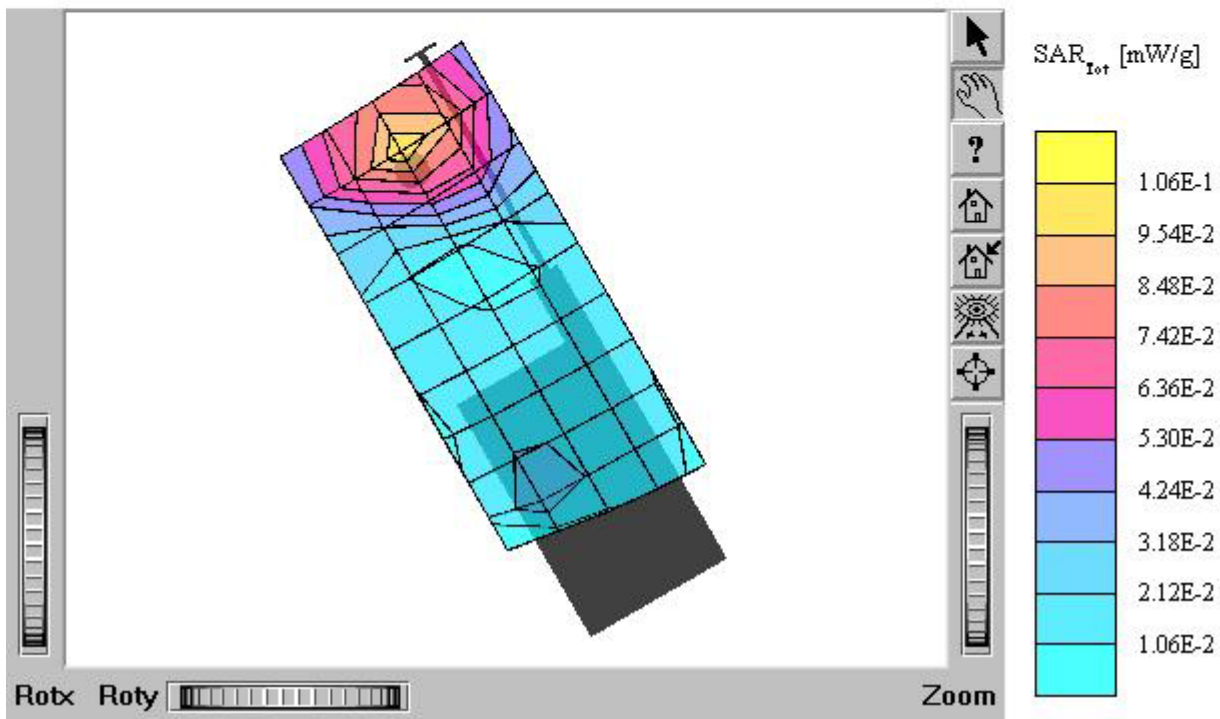 SAR_Tot [mW/g]
?
1.06E-1
9.54E-2
8.48E-2
7.42E-2
6.36E-2
5.30E-2
4.24E-2
3.18E-2
2.12E-2
1.06E-2
Rotx Roty Zoom